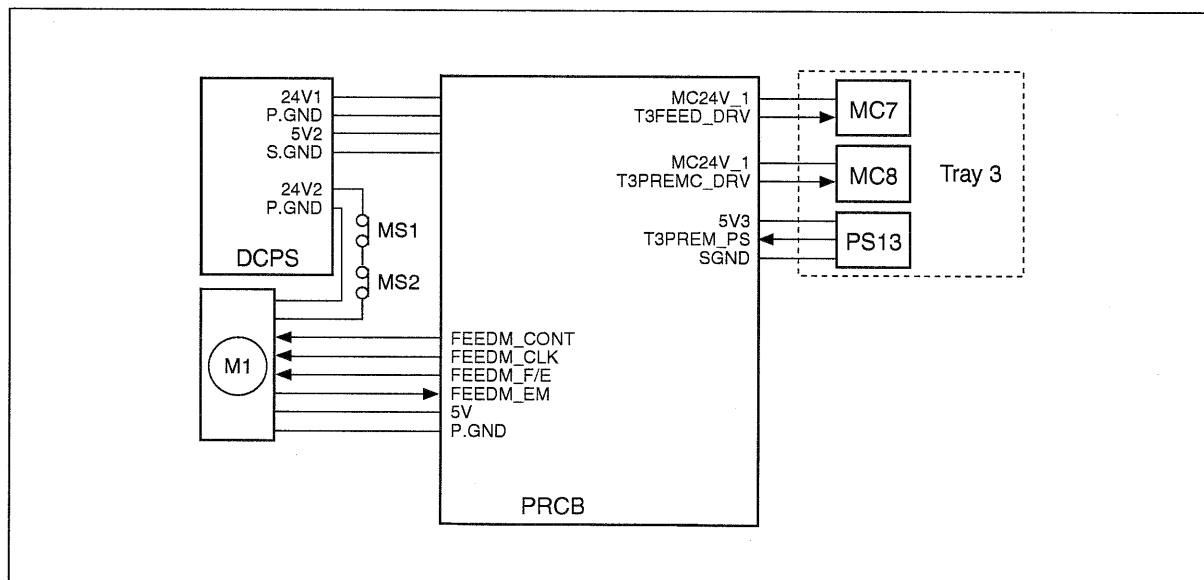 24V1
P.GND
5V2
S.GND
24V2
P.GND
DCPS
MS1
MS2
M1
FEEDM_CONT
FEEDM_CLK
FEEDM_F/E
FEEDM_EM
5V
P.GND
PRCB
MC24V_1
T3FEED_DRV
MC7
MC24V_1
T3PREMC_DRV
MC8
Tray 3
5V3
T3PREM_PS
SGND
PS13